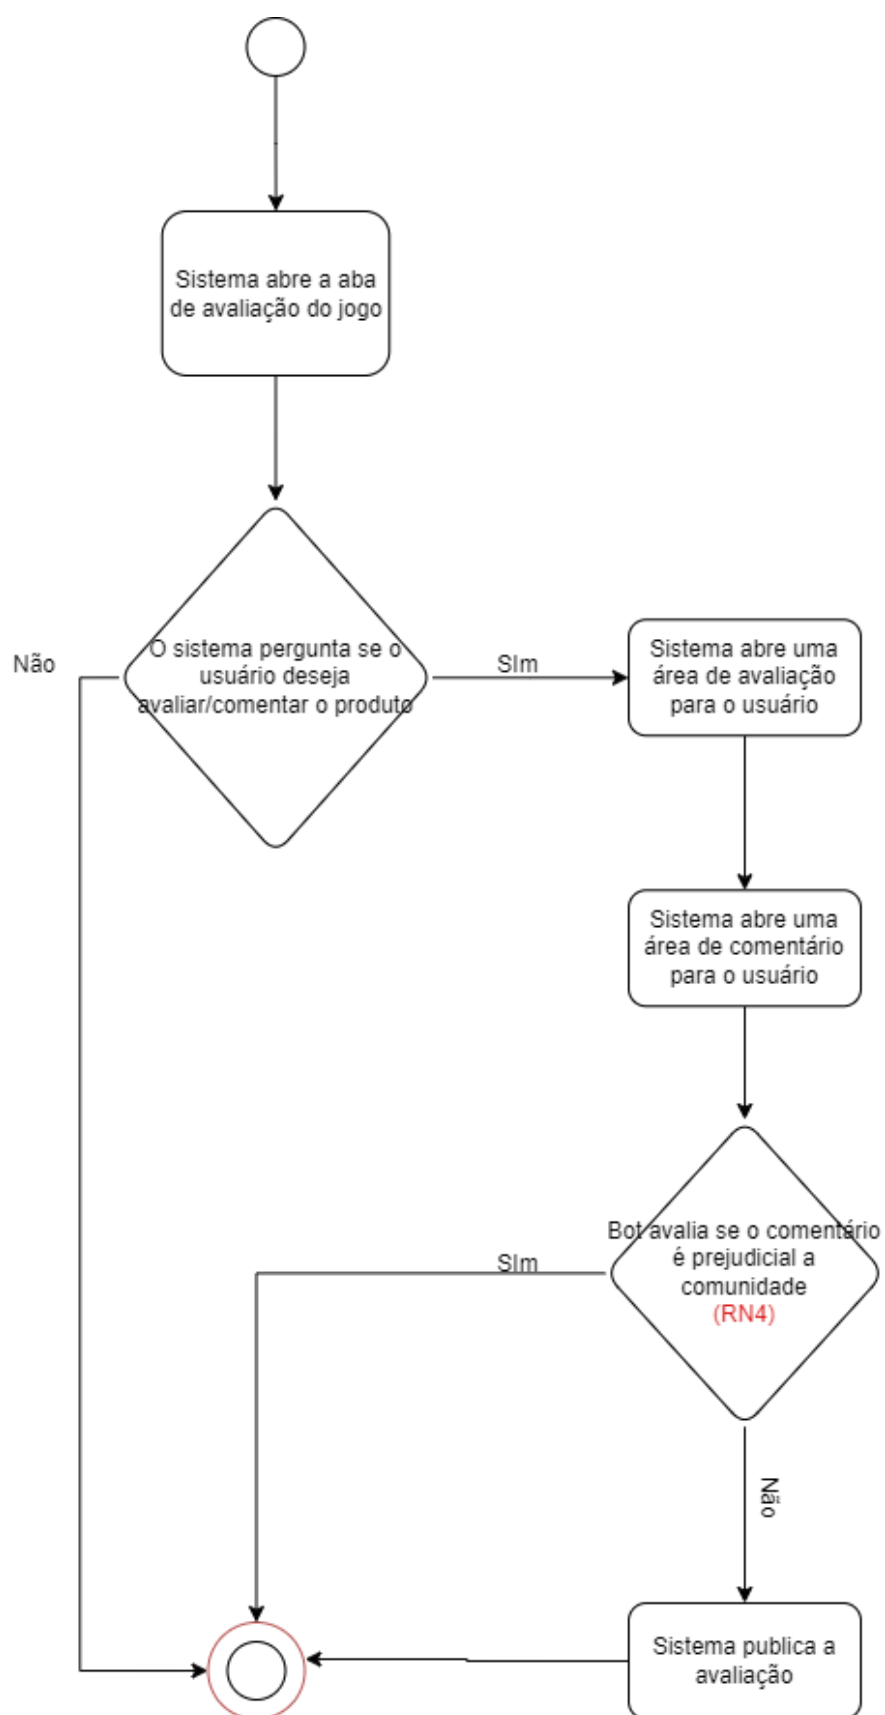 Sistema abre a aba
de avaliação do jogo
O sistema pergunta se o
usuário deseja
avaliar/comentar o produto
Não
SIm
Sistema abre uma
área de avaliação
para o usuário
Sistema abre uma
área de comentário
para o usuário
Bot avalia se o comentário
é prejudicial a
comunidade
(RN4)
SIm
Não
Sistema publica a
avaliação